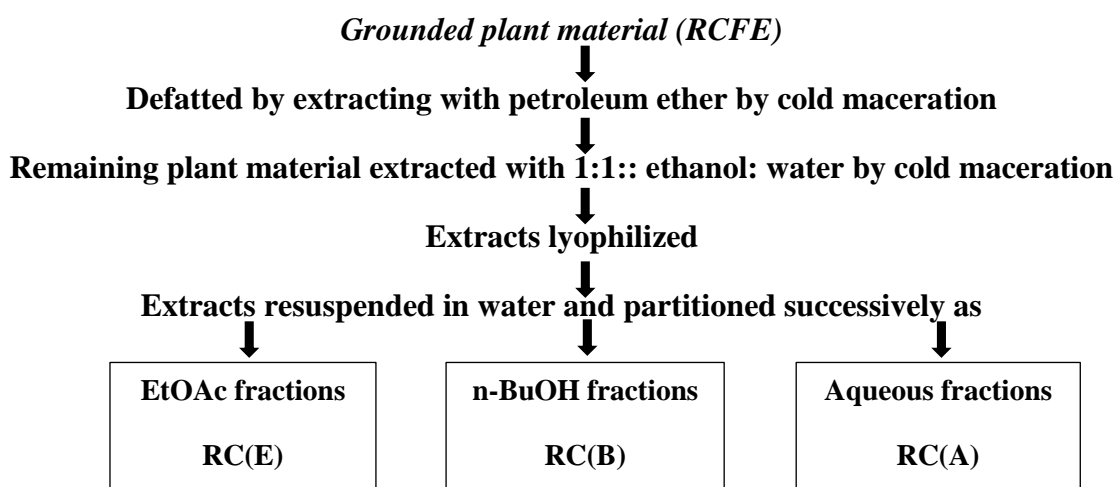 Grounded plant material (RCFE)
Defatted by extracting with petroleum ether by cold maceration
Remaining plant material extracted with 1:1:: ethanol: water by cold maceration
Extracts lyophilized
Extracts resuspended in water and partitioned successively as
EtOAc fractions
RC(E)
n-BuOH fractions
RC(B)
Aqueous fractions
RC(A)